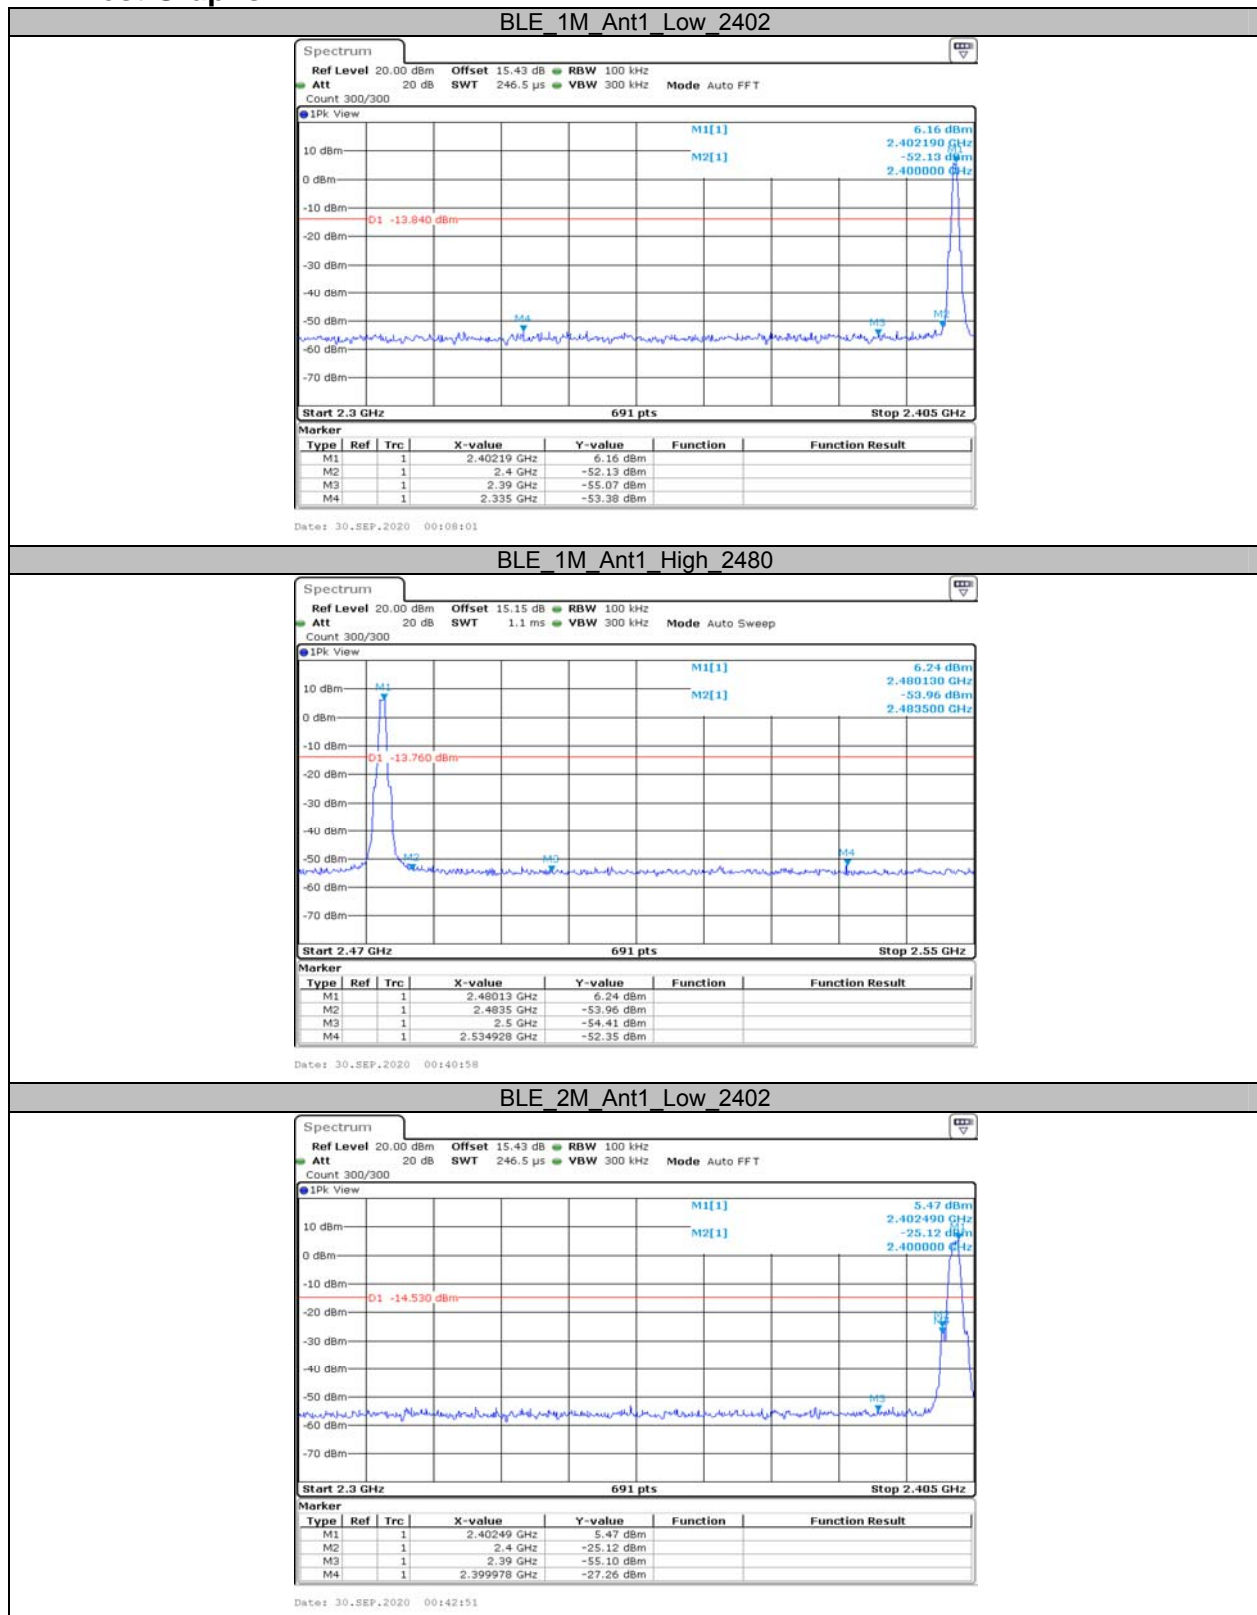 BLE_1M_Ant1_Low_2402
Spectrum
Ref Level 20.00 dBm Offset 15.43 dB RBW 100 kHz
Att 20 dB SWT 246.5 µs VBW 300 kHz Mode Auto FFT
Count 300/300
1Pk View
M1[1] 6.16 dBm
2.402190 GHz
M2[1] -52.13 dBm
2.400000 GHz
M1
10 dBm
0 dBm
-10 dBm
D1 -13.840 dBm
-20 dBm
-30 dBm
-40 dBm
-50 dBm
M4 M3 M2
-60 dBm
-70 dBm
Start 2.3 GHz 691 pts Stop 2.405 GHz
Marker
Type Ref Trc X-value Y-value Function Function Result
M1 1 2.40219 GHz 6.16 dBm
M2 1 2.4 GHz -52.13 dBm
M3 1 2.39 GHz -55.07 dBm
M4 1 2.335 GHz -53.38 dBm
Date: 30.SEP.2020 00:08:01
BLE_1M_Ant1_High_2480
Spectrum
Ref Level 20.00 dBm Offset 15.15 dB RBW 100 kHz
Att 20 dB SWT 1.1 ms VBW 300 kHz Mode Auto Sweep
Count 300/300
1Pk View
M1[1] 6.24 dBm
2.480130 GHz
M2[1] -53.96 dBm
2.483500 GHz
10 dBm M1
0 dBm
-10 dBm
D1 -13.760 dBm
-20 dBm
-30 dBm
-40 dBm
-50 dBm
M2 M3 M4
-60 dBm
-70 dBm
Start 2.47 GHz 691 pts Stop 2.55 GHz
Marker
Type Ref Trc X-value Y-value Function Function Result
M1 1 2.48013 GHz 6.24 dBm
M2 1 2.4835 GHz -53.96 dBm
M3 1 2.5 GHz -54.41 dBm
M4 1 2.534928 GHz -52.35 dBm
Date: 30.SEP.2020 00:40:58
BLE_2M_Ant1_Low_2402
Spectrum
Ref Level 20.00 dBm Offset 15.43 dB RBW 100 kHz
Att 20 dB SWT 246.5 µs VBW 300 kHz Mode Auto FFT
Count 300/300
1Pk View
M1[1] 5.47 dBm
2.402490 GHz
M2[1] -25.12 dBm
2.400000 GHz
M1
10 dBm
0 dBm
-10 dBm
D1 -14.530 dBm
-20 dBm
-30 dBm
-40 dBm
-50 dBm
M3
-60 dBm
-70 dBm
Start 2.3 GHz 691 pts Stop 2.405 GHz
Marker
Type Ref Trc X-value Y-value Function Function Result
M1 1 2.40249 GHz 5.47 dBm
M2 1 2.4 GHz -25.12 dBm
M3 1 2.39 GHz -55.10 dBm
M4 1 2.399978 GHz -27.26 dBm
Date: 30.SEP.2020 00:42:51